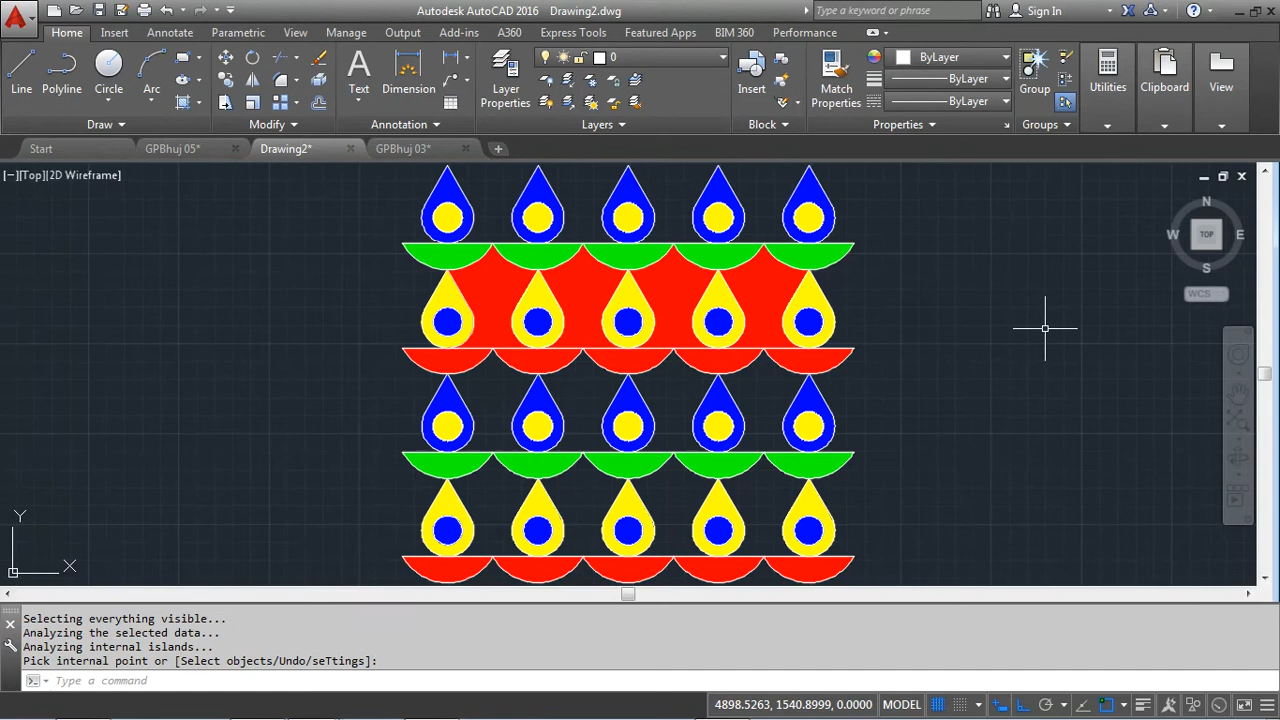 Autodesk AutoCAD 2016   Drawing2.dwg
Type a keyword or phrase
Sign In
Home Insert Annotate Parametric View Manage Output Add-ins A360 Express Tools Featured Apps BIM 360 Performance
0
ByLayer
ByLayer
ByLayer
Line Polyline Circle Arc Text Dimension Layer Properties Insert Match Properties Group Utilities Clipboard View
Draw Modify Annotation Layers Block Properties Groups
Start GPBhuj 05* Drawing2* GPBhuj 03*
[−][Top][2D Wireframe]
N
W TOP E
S
WCS
Y
X
Selecting everything visible...
Analyzing the selected data...
Analyzing internal islands...
Pick internal point or [Select objects/Undo/seTtings]:
Type a command
4898.5263, 1540.8999, 0.0000 MODEL